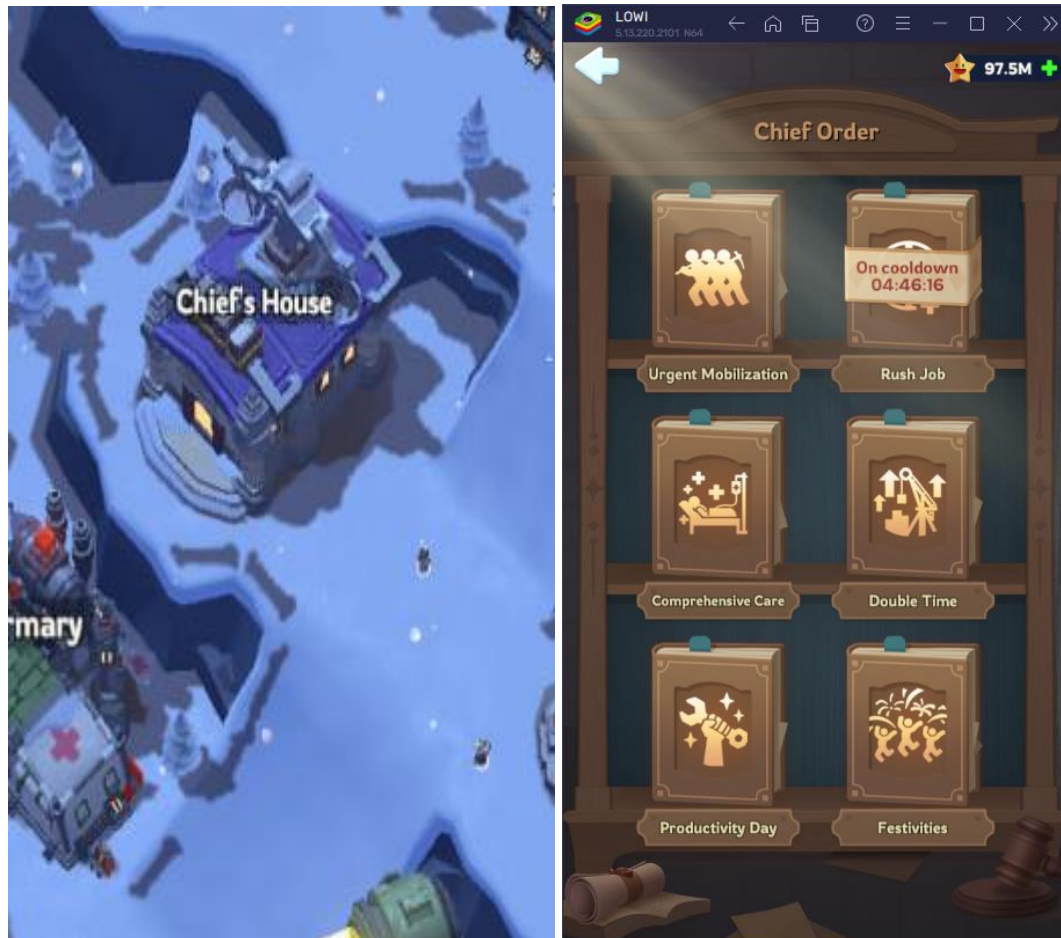 Chief's House
rmary
LOWI
5.13.220.2101 N64
97.5M
Chief Order
On cooldown
04:46:16
Urgent Mobilization
Rush Job
Comprehensive Care
Double Time
Productivity Day
Festivities